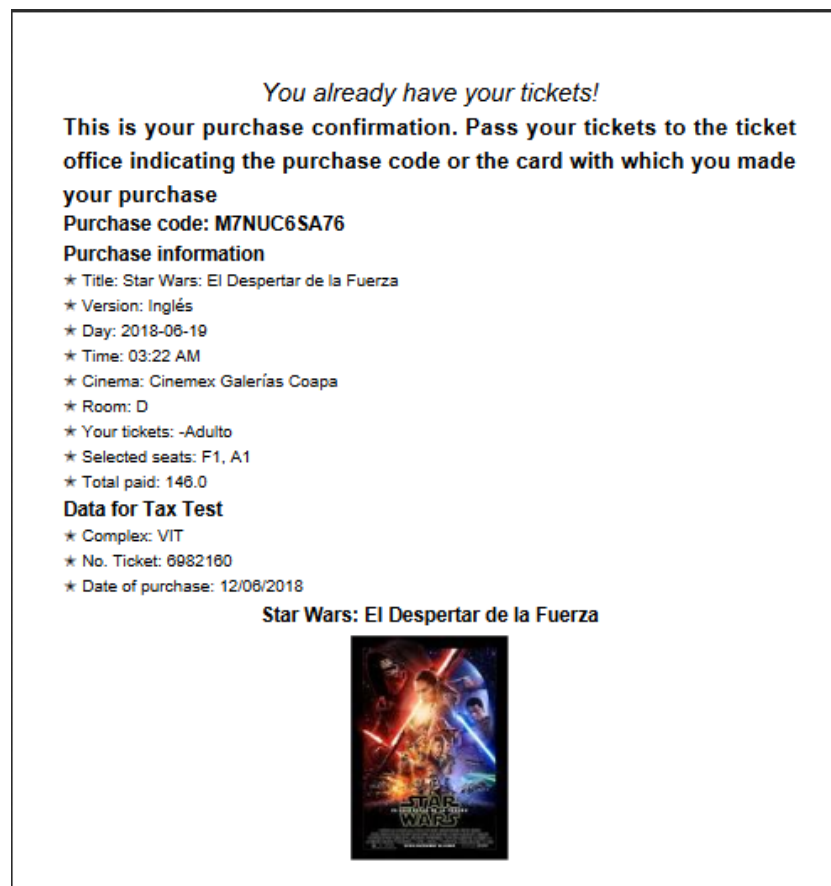 You already have your tickets!
This is your purchase confirmation. Pass your tickets to the ticket
office indicating the purchase code or the card with which you made
your purchase
Purchase code: M7NUC6SA76
Purchase information
★ Title: Star Wars: El Despertar de la Fuerza
★ Version: Inglés
★ Day: 2018-06-19
★ Time: 03:22 AM
★ Cinema: Cinemex Galerías Coapa
★ Room: D
★ Your tickets: -Adulto
★ Selected seats: F1, A1
★ Total paid: 146.0
Data for Tax Test
★ Complex: VIT
★ No. Ticket: 6982160
★ Date of purchase: 12/06/2018
Star Wars: El Despertar de la Fuerza
STAR
WARS